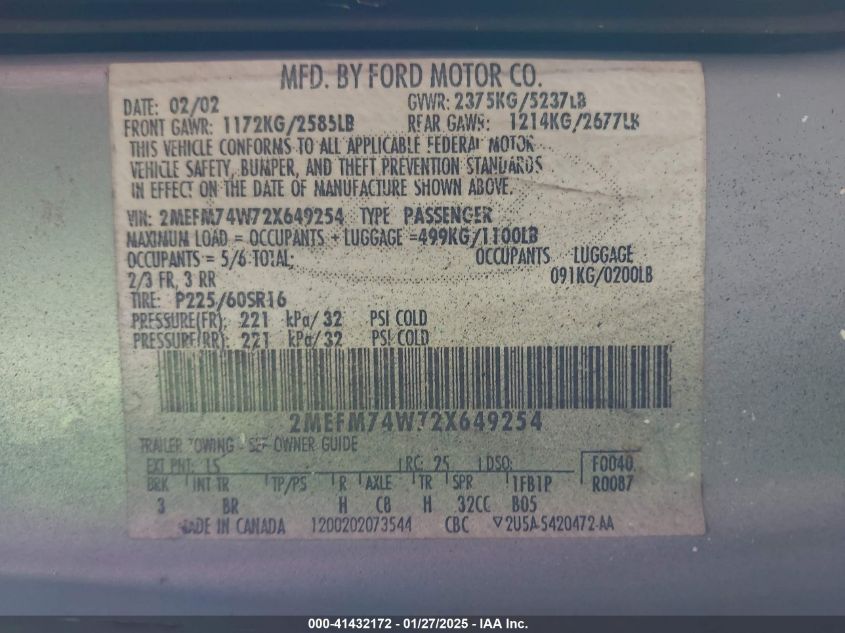 MFD. BY FORD MOTOR CO.
DATE: 02/02 GVWR: 2375KG/5237LB
FRONT GAWR: 1172KG/2585LB REAR GAWR: 1214KG/2677LB
THIS VEHICLE CONFORMS TO ALL APPLICABLE FEDERAL MOTOR
VEHICLE SAFETY, BUMPER, AND THEFT PREVENTION STANDARDS
IN EFFECT ON THE DATE OF MANUFACTURE SHOWN ABOVE.
VIN: 2MEFM74W72X649254 TYPE PASSENGER
MAXIMUM LOAD = OCCUPANTS + LUGGAGE =499KG/1100LB
OCCUPANTS = 5/6 TOTAL: OCCUPANTS LUGGAGE
2/3 FR, 3 RR 091KG/0200LB
TIRE: P225/60SR16
PRESSURE(FR): 221 kPa/32 PSI COLD
PRESSURE(RR): 221 kPa/32 PSI COLD
2MEFM74W72X649254
TRAILER TOWING - SEE OWNER GUIDE
EXT PNT: TS RC: 25 DSO: F0040
BRK INT TR TP/PS R AXLE TR SPR 1FB1P R0087
3 BR H C8 H 32CC B05
MADE IN CANADA 1200202073544 CBC ▽2U5A-5420472-AA
000-41432172 - 01/27/2025 - IAA Inc.